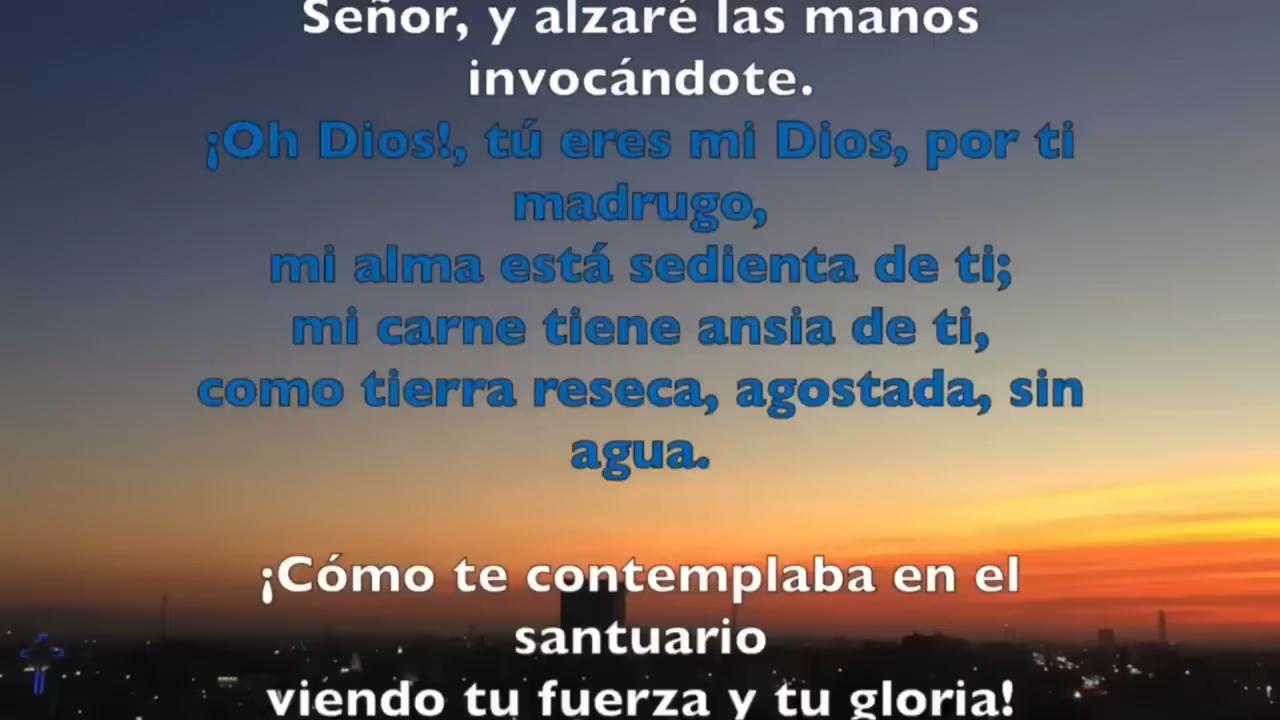 Señor, y alzaré las manos
invocándote.
¡Oh Dios!, tú eres mi Dios, por ti
madrugo,
mi alma está sedienta de ti;
mi carne tiene ansia de ti,
como tierra reseca, agostada, sin
agua.
¡Cómo te contemplaba en el
santuario
viendo tu fuerza y tu gloria!